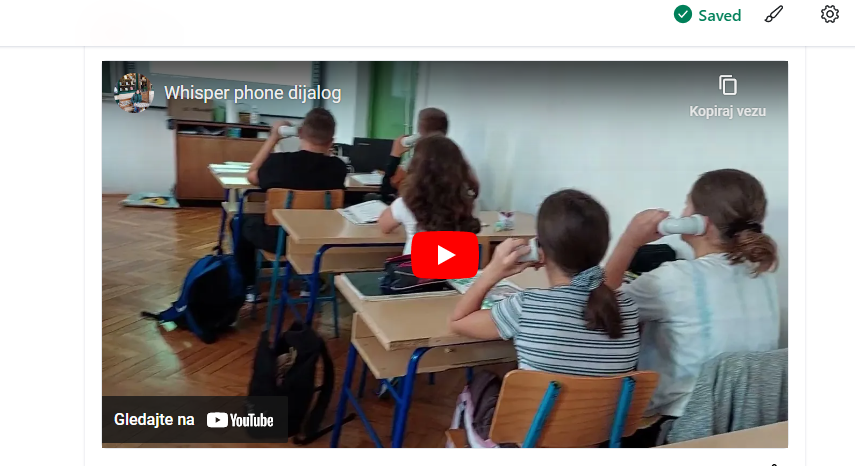 Saved
Whisper phone dijalog
Kopiraj vezu
Gledajte na YouTube